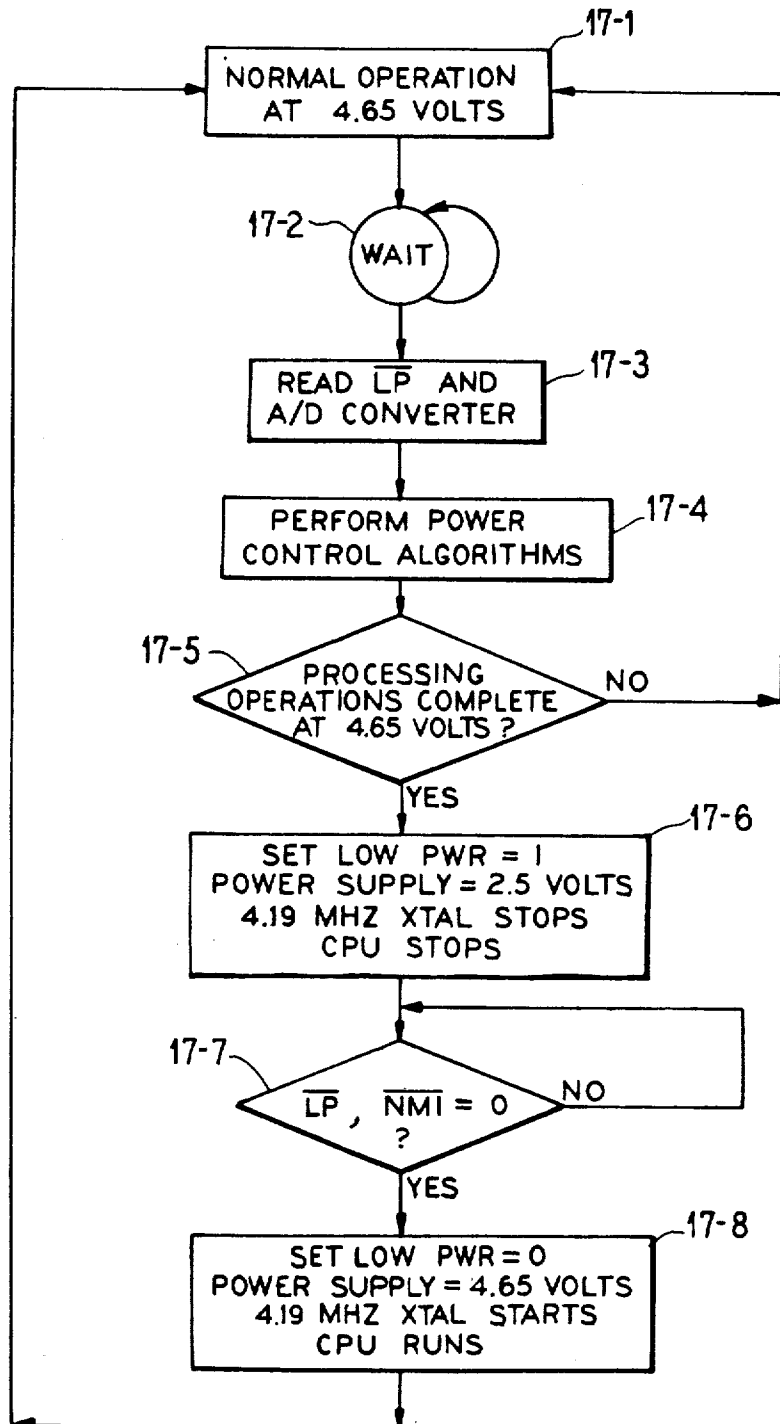 17-1
NORMAL OPERATION
AT 4.65 VOLTS
17-2
WAIT
17-3
READ L̅P̅ AND
A/D CONVERTER
17-4
PERFORM POWER
CONTROL ALGORITHMS
17-5
PROCESSING
OPERATIONS COMPLETE
AT 4.65 VOLTS?
NO
YES
17-6
SET LOW PWR = 1
POWER SUPPLY = 2.5 VOLTS
4.19 MHZ XTAL STOPS
CPU STOPS
17-7
L̅P̅, N̅M̅I̅ = 0
?
NO
YES
17-8
SET LOW PWR = 0
POWER SUPPLY = 4.65 VOLTS
4.19 MHZ XTAL STARTS
CPU RUNS